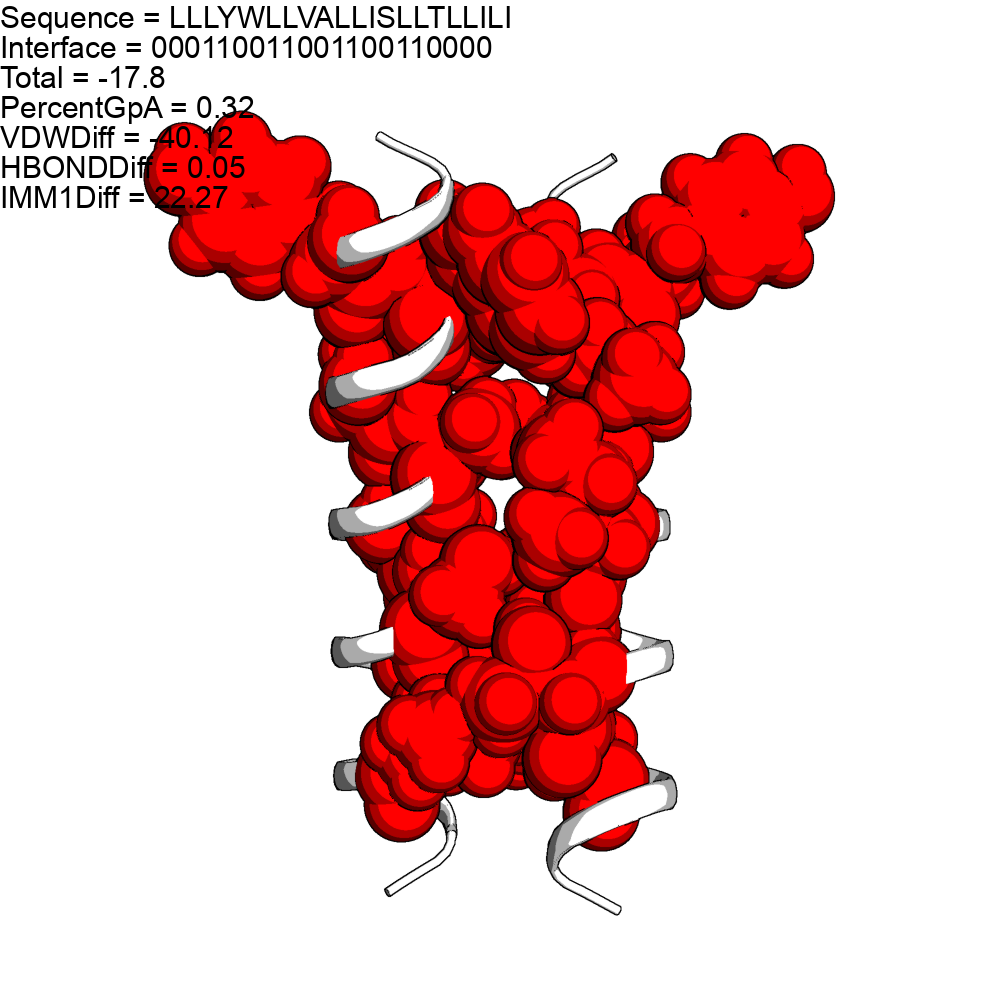 Sequence = LLLYWLLVALLISLLTLLILI
Interface = 000110011001100110000
Total = -17.8
PercentGpA = 0.32
VDWDiff = -40.12
HBONDDiff = 0.05
IMM1Diff = 22.27